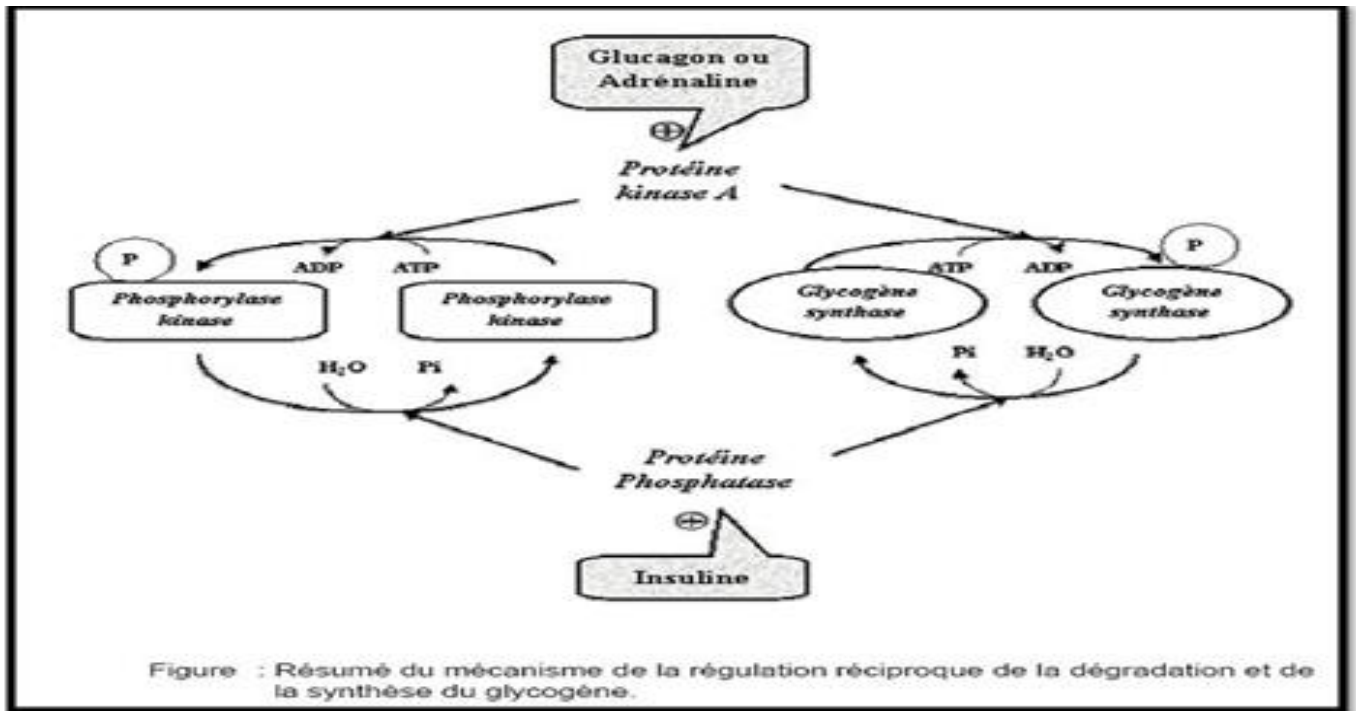 Glucagon ou
Adrénaline
Protéine
kinase A
P
ADP ATP
Phosphorylase
kinase
Phosphorylase
kinase
H₂O Pi
P
ATP ADP
Glycogène
synthase
Glycogène
synthase
Pi H₂O
Protéine
Phosphatase
Insuline
Figure : Résumé du mécanisme de la régulation réciproque de la dégradation et de
la synthèse du glycogène.